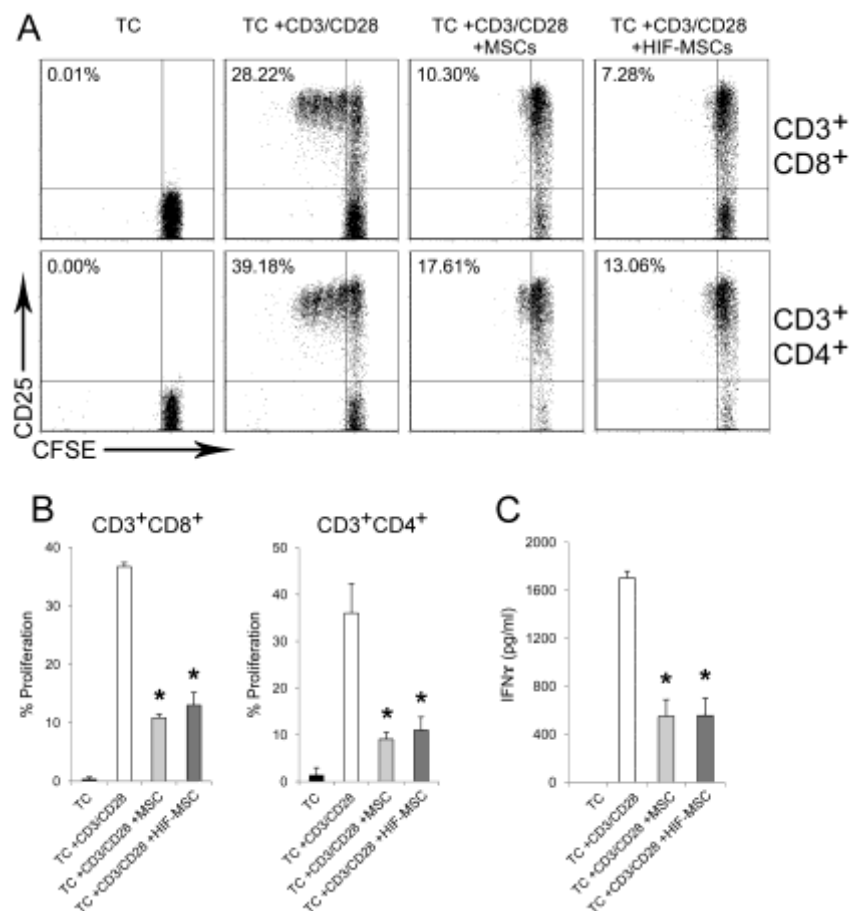 A
TC
TC +CD3/CD28
TC +CD3/CD28
+MSCs
TC +CD3/CD28
+HIF-MSCs
0.01%
28.22%
10.30%
7.28%
CD3+
CD8+
0.00%
39.18%
17.61%
13.06%
CD3+
CD4+
CD25
CFSE
B
CD3+CD8+
% Proliferation
40
30
20
10
0
TC
TC +CD3/CD28
TC +CD3/CD28 +MSC
TC +CD3/CD28 +HIF-MSC
*
*
CD3+CD4+
% Proliferation
50
40
30
20
10
0
TC
TC +CD3/CD28
TC +CD3/CD28 +MSC
TC +CD3/CD28 +HIF-MSC
*
*
C
IFNγ (pg/ml)
2000
1600
1200
800
400
0
TC
TC +CD3/CD28
TC +CD3/CD28 +MSC
TC +CD3/CD28 +HIF-MSC
*
*